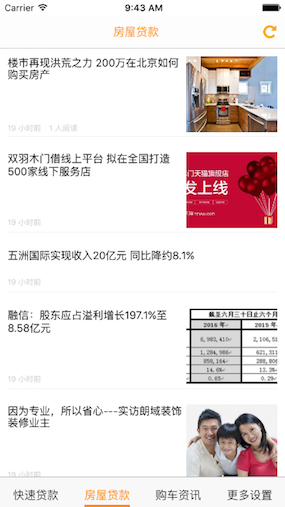 Carrier
9:43 AM
房屋贷款
楼市再现洪荒之力 200万在北京如何
购买房产
19 小时前
1 人阅读
双羽木门借线上平台 拟在全国打造
500家线下服务店
19 小时前
门天猫旗舰店
发上线
五洲国际实现收入20亿元 同比降约8.1%
19 小时前
融信：股东应占溢利增长197.1%至
8.58亿元
19 小时前
截至六月三十日止六个月
2016 年
2015 年
6,983,410
2,106,5
1,284,986
621,311
858,164
288,806
14.6%
13.
0.65
0.29
因为专业，所以省心---实访朗域装饰
装修业主
快速贷款
房屋贷款
购车资讯
更多设置